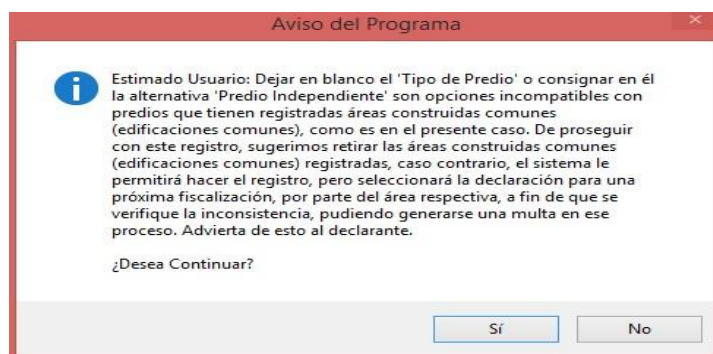 Aviso del Programa
Estimado Usuario: Dejar en blanco el 'Tipo de Predio' o consignar en él
la alternativa 'Predio Independiente' son opciones incompatibles con
predios que tienen registradas áreas construidas comunes
(edificaciones comunes), como es en el presente caso. De proseguir
con este registro, sugerimos retirar las áreas construidas comunes
(edificaciones comunes) registradas, caso contrario, el sistema le
permitirá hacer el registro, pero seleccionará la declaración para una
próxima fiscalización, por parte del área respectiva, a fin de que se
verifique la inconsistencia, pudiendo generarse una multa en ese
proceso. Advierta de esto al declarante.
¿Desea Continuar?
Sí
No